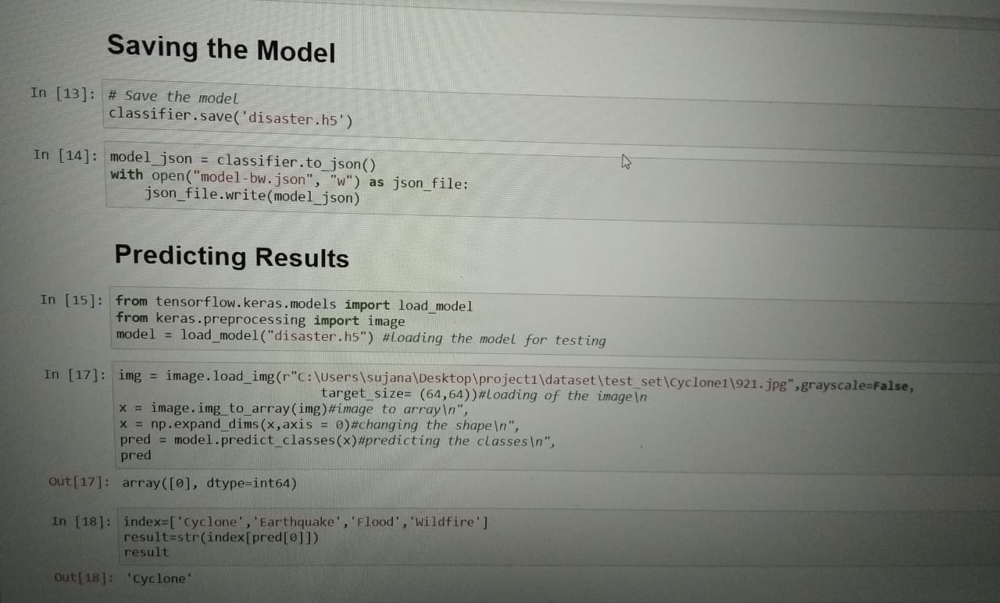 Saving the Model
In [13]: # Save the model
classifier.save('disaster.h5')
In [14]: model_json = classifier.to_json()
with open("model-bw.json", "w") as json_file:
    json_file.write(model_json)
Predicting Results
In [15]: from tensorflow.keras.models import load_model
from keras.preprocessing import image
model = load_model("disaster.h5") #loading the model for testing
In [17]: img = image.load_img(r"C:\Users\sujana\Desktop\project1\dataset\test_set\Cyclone1\921.jpg",grayscale=False,
target_size= (64,64))#loading of the image\n
x = image.img_to_array(img)#image to array\n",
x = np.expand_dims(x,axis = 0)#changing the shape\n",
pred = model.predict_classes(x)#predicting the classes\n",
pred
Out[17]: array([0], dtype=int64)
In [18]: index=['Cyclone','Earthquake','Flood','Wildfire']
result=str(index[pred[0]])
result
Out[18]: 'Cyclone'